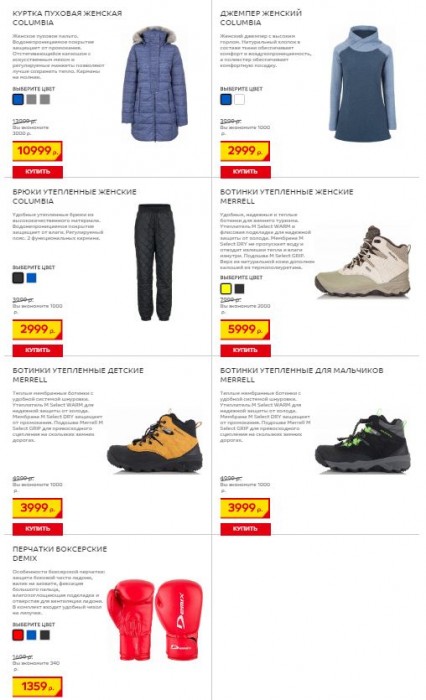 КУРТКА ПУХОВАЯ ЖЕНСКАЯ
COLUMBIA
Женское пуховое пальто.
Водонепроницаемое покрытие
защищает от промокания.
Отстегивающийся капюшон с
искусственным мехом и
регулируемые манжеты позволяют
лучше сохранять тепло. Карманы
на молнии.
ВЫБЕРИТЕ ЦВЕТ
13999 р.
Вы экономите
3000 р.
10999 р.
КУПИТЬ
ДЖЕМПЕР ЖЕНСКИЙ
COLUMBIA
Женский джемпер с высоким
горлом. Натуральный хлопок в
составе ткани обеспечивает
комфорт и воздухопроницаемость,
а полиэстер обеспечивает
комфортную посадку.
ВЫБЕРИТЕ ЦВЕТ
3999 р.
Вы экономите 1000
р.
2999 р.
КУПИТЬ
БРЮКИ УТЕПЛЕННЫЕ ЖЕНСКИЕ
COLUMBIA
Удобные утепленные брюки из
высококачественного материала.
Водонепроницаемое покрытие
защищает от влаги. Регулируемый
пояс. 2 функциональных кармана.
ВЫБЕРИТЕ ЦВЕТ
3999 р.
Вы экономите 1000
р.
2999 р.
КУПИТЬ
БОТИНКИ УТЕПЛЕННЫЕ ЖЕНСКИЕ
MERRELL
Удобные, надежные и теплые
ботинки для зимнего туризма.
Утеплитель M Select WARM и
флисовая подкладка для надежной
защиты от холода. Мембрана M
Select DRY не пропускает воду и
отводит излишки тепла и влаги
изнутри. Подошва M Select GRIP.
Верх из натуральной кожи дополнен
накладкой из термополиуретана.
ВЫБЕРИТЕ ЦВЕТ
7999 р.
Вы экономите 2000
р.
5999 р.
КУПИТЬ
БОТИНКИ УТЕПЛЕННЫЕ ДЕТСКИЕ
MERRELL
Теплые мембранные ботинки с
удобной системой шнуровки.
Утеплитель M Select WARM для
надежной защиты от холода.
Мембрана M Select DRY защищает
от промокания. Подошва Merrell M
Select GRIP для превосходного
сцепления на скользких зимних
дорогах.
4999 р.
Вы экономите 1000
р.
3999 р.
КУПИТЬ
БОТИНКИ УТЕПЛЕННЫЕ ДЛЯ МАЛЬЧИКОВ
MERRELL
Теплые мембранные ботинки с
удобной системой шнуровки.
Утеплитель M Select WARM для
надежной защиты от холода.
Мембрана M Select DRY защищает
от промокания. Подошва Merrell M
Select GRIP для превосходного
сцепления на скользких зимних
дорогах.
4999 р.
Вы экономите 1000
р.
3999 р.
КУПИТЬ
ПЕРЧАТКИ БОКСЕРСКИЕ
DEMIX
Особенности боксерской перчатки:
защита боковой части ладони,
валик на захвате, фиксация
большого пальца,
влагопоглощающая подкладка и
отверстия для вентиляции ладони.
В комплект входит удобный чехол
на липучке.
ВЫБЕРИТЕ ЦВЕТ
1699 р.
Вы экономите 340
р.
1359 р.
DEMIX